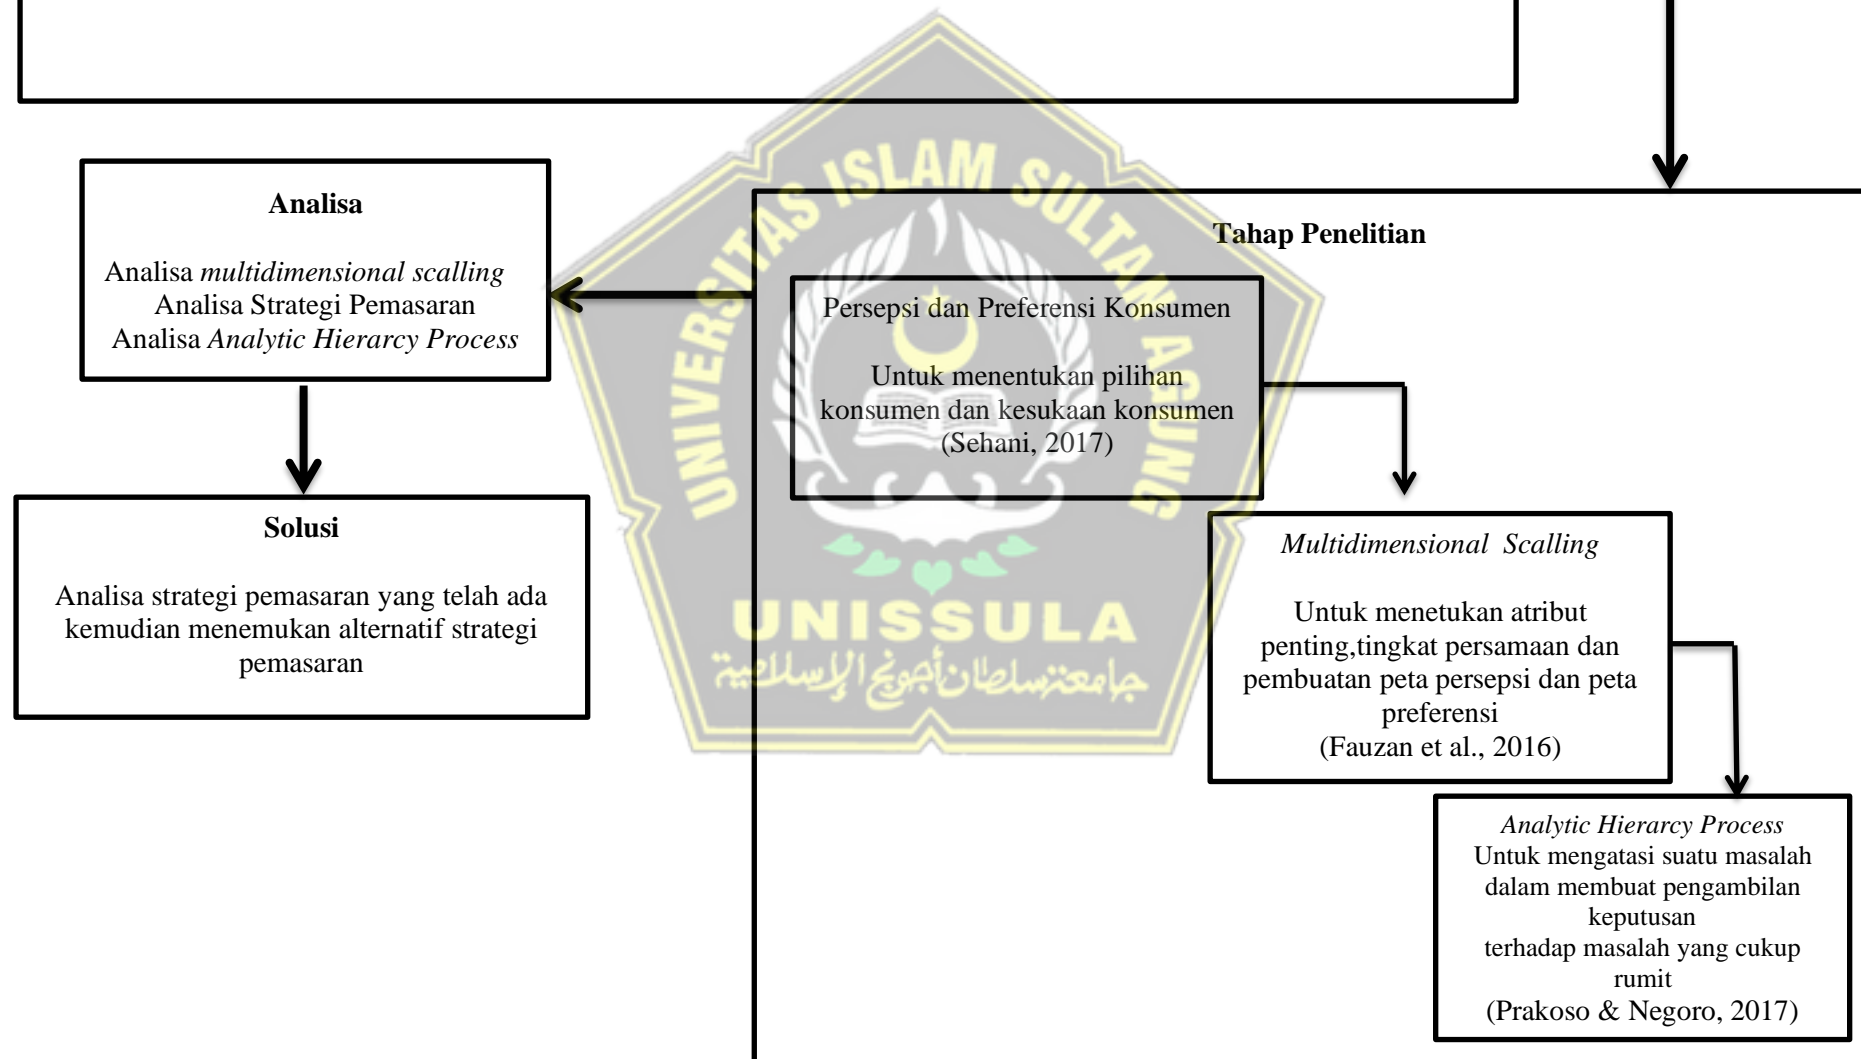 Analisa
Analisa multidimensional scalling
Analisa Strategi Pemasaran
Analisa Analytic Hierarcy Process
Solusi
Analisa strategi pemasaran yang telah ada
kemudian menemukan alternatif strategi
pemasaran
Tahap Penelitian
Persepsi dan Preferensi Konsumen
Untuk menentukan pilihan
konsumen dan kesukaan konsumen
(Sehani, 2017)
Multidimensional Scalling
Untuk menetukan atribut
penting,tingkat persamaan dan
pembuatan peta persepsi dan peta
preferensi
(Fauzan et al., 2016)
Analytic Hierarcy Process
Untuk mengatasi suatu masalah
dalam membuat pengambilan
keputusan
terhadap masalah yang cukup
rumit
(Prakoso & Negoro, 2017)
UNIVERSITAS ISLAM SULTAN AGUNG
UNISSULA
جامعة سلطان أجونج الإسلامية